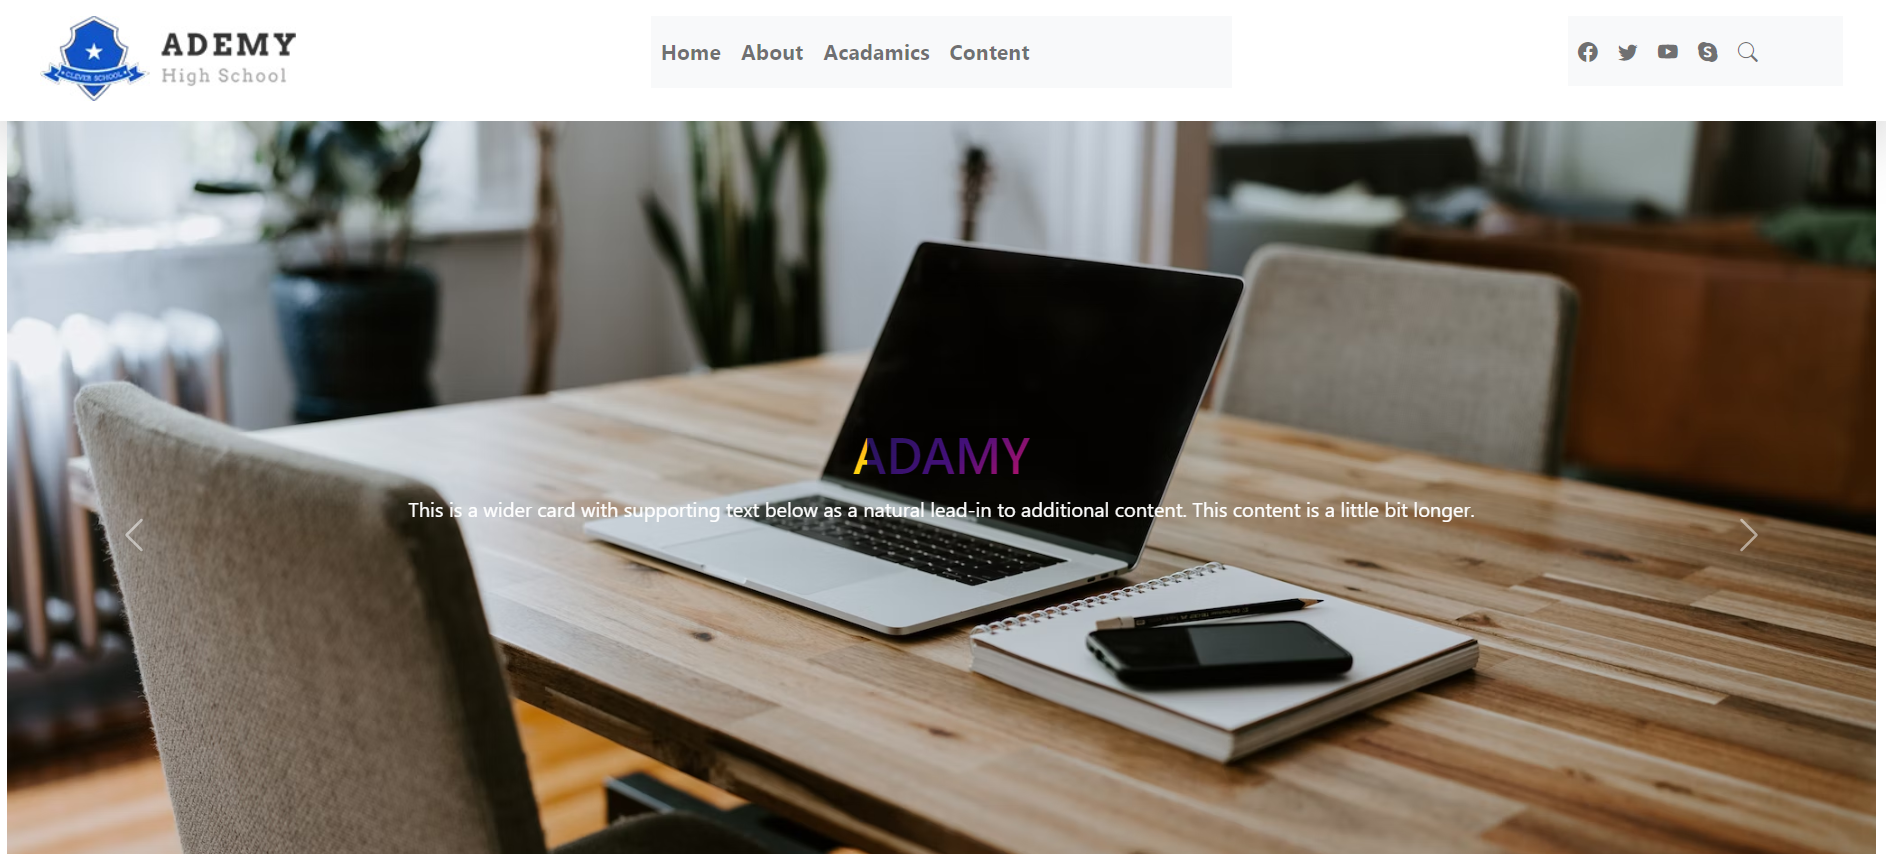 ADEMY
High School
CLEVER SCHOOL
Home About Acadamics Content
ADAMY
This is a wider card with supporting text below as a natural lead-in to additional content. This content is a little bit longer.